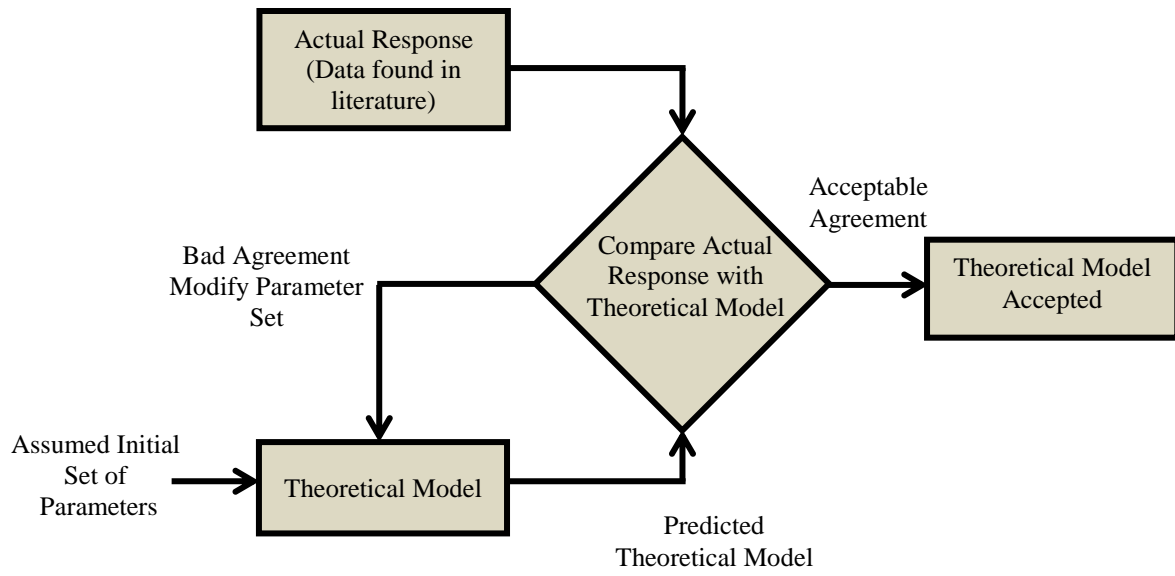 Actual Response
(Data found in
literature)
Acceptable
Agreement
Compare Actual
Response with
Theoretical Model
Theoretical Model
Accepted
Bad Agreement
Modify Parameter
Set
Assumed Initial
Set of
Parameters
Theoretical Model
Predicted
Theoretical Model